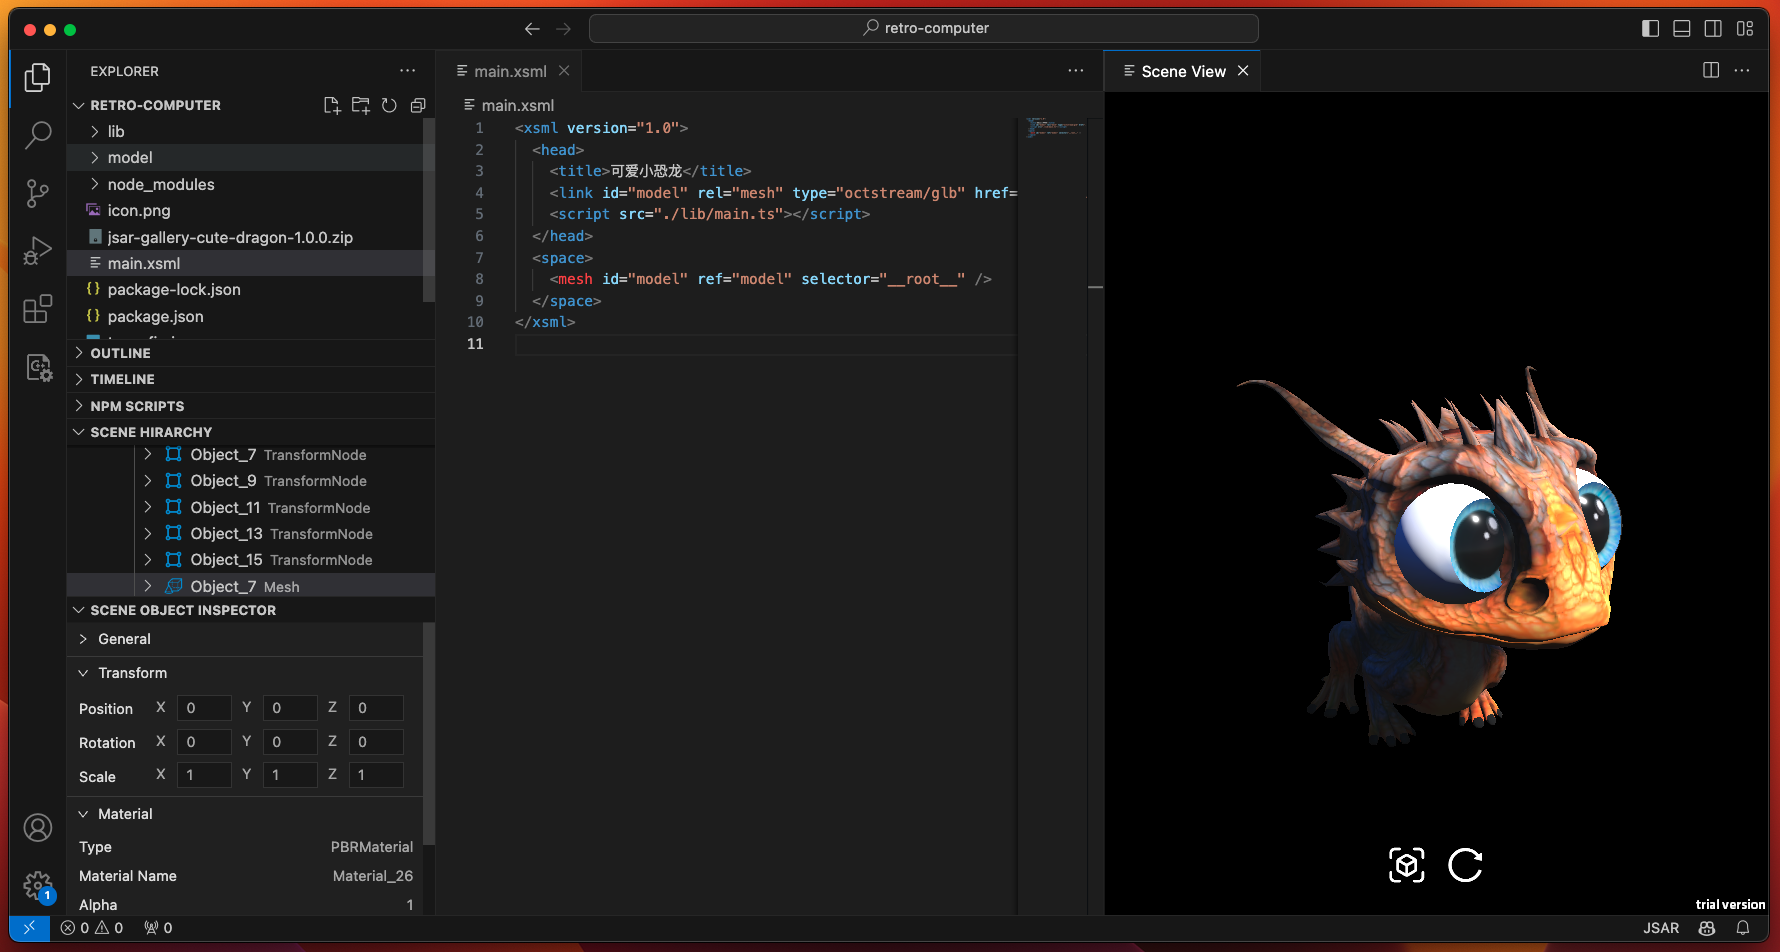 retro-computer
EXPLORER
RETRO-COMPUTER
lib
model
node_modules
icon.png
jsar-gallery-cute-dragon-1.0.0.zip
main.xsml
package-lock.json
package.json
OUTLINE
TIMELINE
NPM SCRIPTS
SCENE HIRARCHY
Object_7 TransformNode
Object_9 TransformNode
Object_11 TransformNode
Object_13 TransformNode
Object_15 TransformNode
Object_7 Mesh
SCENE OBJECT INSPECTOR
General
Transform
Position X 0 Y 0 Z 0
Rotation X 0 Y 0 Z 0
Scale X 1 Y 1 Z 1
Material
Type PBRMaterial
Material Name Material_26
Alpha 1
1
main.xsml
main.xsml
1 <xsml version="1.0">
2 <head>
3 <title>可爱小恐龙</title>
4 <link id="model" rel="mesh" type="octstream/glb" href=
5 <script src="./lib/main.ts"></script>
6 </head>
7 <space>
8 <mesh id="model" ref="model" selector="__root__" />
9 </space>
10 </xsml>
11
Scene View
trial version
0 0 0
JSAR